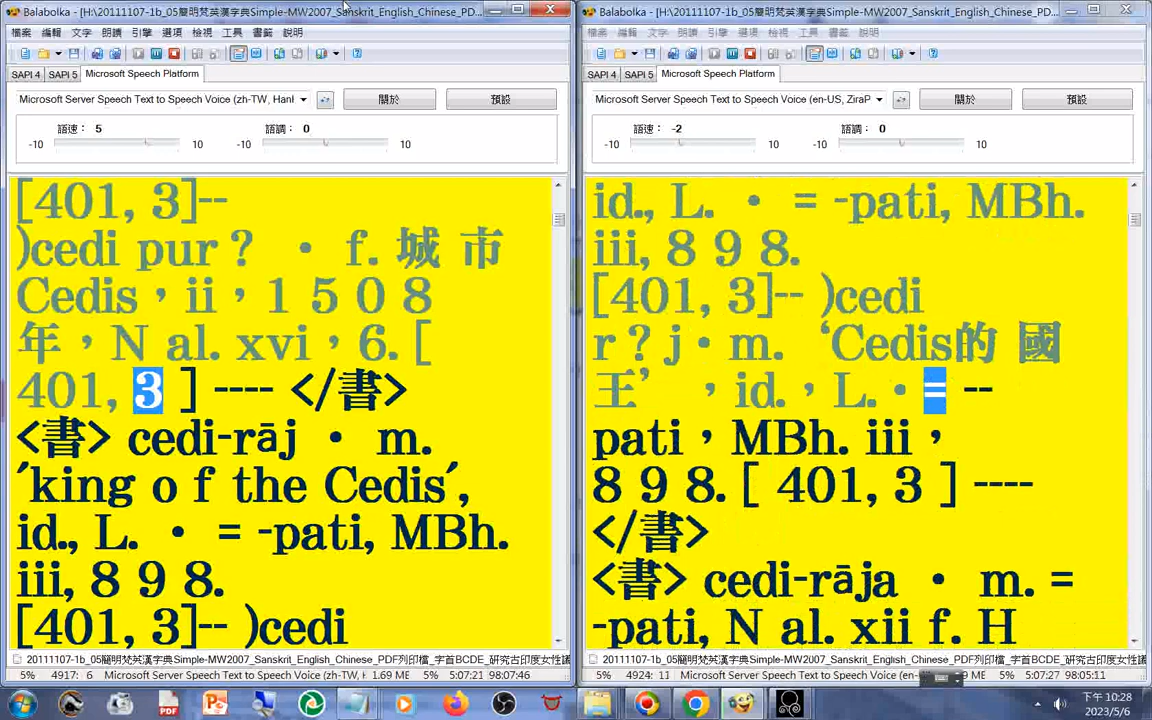 Balabolka - [H:\20111107-1b_05簡明梵英漢字典Simple-MW2007_Sanskrit_English_Chinese_PD...
檔案 編輯 文字 朗讀 引擎 選項 檢視 工具 書籤 說明
SAPI 4 SAPI 5 Microsoft Speech Platform
Microsoft Server Speech Text to Speech Voice (zh-TW, Hanl 關於 預設
語速： 5 語調： 0
-10 10 -10 10
[401, 3]--
)cedi pur？ • f. 城 市
Cedis，ii，1 5 0 8
年，N al. xvi，6. [
401, 3 ] ---- </書>
<書> cedi-rāj • m.
'king o f the Cedis',
id., L. • = -pati, MBh.
iii, 8 9 8.
[401, 3]-- )cedi
20111107-1b_05簡明梵英漢字典Simple-MW2007_Sanskrit_English_Chinese_PDF列印檔_字首BCDE_研究古印度女性議
5% 4917: 6 Microsoft Server Speech Text to Speech Voice (zh-TW, H 1.69 ME 5% 5:07:21 98:07:46
Balabolka - [H:\20111107-1b_05簡明梵英漢字典Simple-MW2007_Sanskrit_English_Chinese_PD...
檔案 編輯 文字 朗讀 引擎 選項 檢視 工具 書籤 說明
SAPI 4 SAPI 5 Microsoft Speech Platform
Microsoft Server Speech Text to Speech Voice (en-US, ZiraP 關於 預設
語速： -2 語調： 0
-10 10 -10 10
id., L. • = -pati, MBh.
iii, 8 9 8.
[401, 3]-- )cedi
r？j • m. ‘Cedis的 國
王’ ，id.，L. • = --
pati，MBh. iii，
8 9 8. [ 401, 3 ] ----
</書>
<書> cedi-rāja • m. =
-pati, N al. xii f. H
20111107-1b_05簡明梵英漢字典Simple-MW2007_Sanskrit_English_Chinese_PDF列印檔_字首BCDE_研究古印度女性議
5% 4924: 11 Microsoft Server Speech Text to Speech Voice (en-U 9 ME 5% 5:07:27 98:05:11
PDF
下午 10:28
2023/5/6